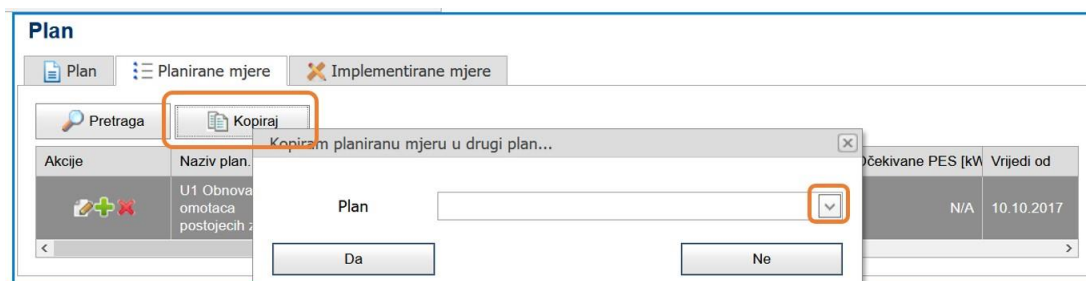 Plan
Plan Planirane mjere Implementirane mjere
Pretraga Kopiraj
Kopiram planiranu mjeru u drugi plan...
Akcije Naziv plan. Očekivane PES [kW Vrijedi od
U1 Obnova
omotaca
postojecih
N/A 10.10.2017
Plan
Da Ne